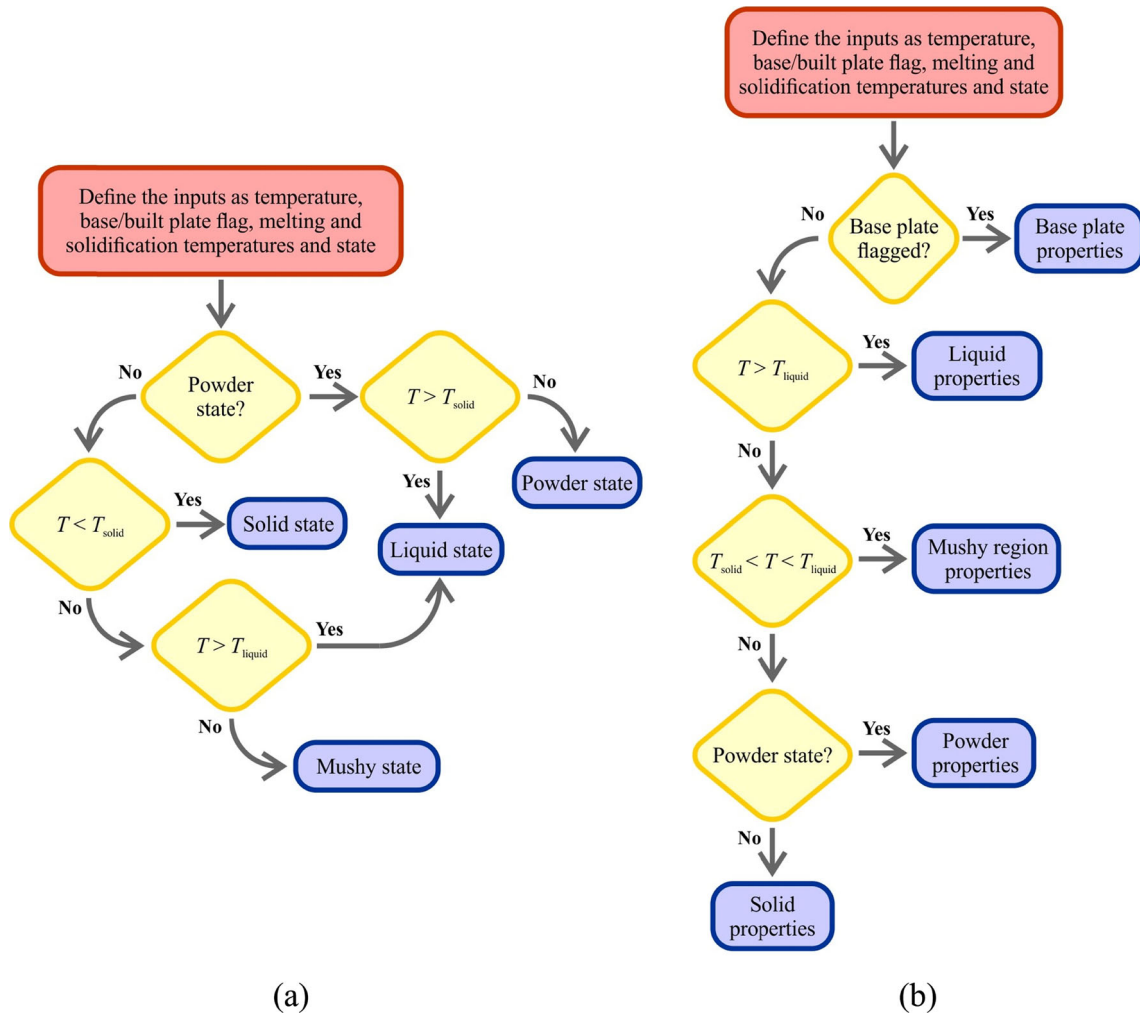 Define the inputs as temperature,
base/built plate flag, melting and
solidification temperatures and state
Powder
state?
No
Yes
T > Tsolid
No
Powder state
Yes
Liquid state
T < Tsolid
Yes
Solid state
No
T > Tliquid
Yes
No
Mushy state
(a)
Define the inputs as temperature,
base/built plate flag, melting and
solidification temperatures and state
Base plate
flagged?
No
Yes
Base plate
properties
T > Tliquid
Yes
Liquid
properties
No
Tsolid < T < Tliquid
Yes
Mushy region
properties
No
Powder state?
Yes
Powder
properties
No
Solid
properties
(b)